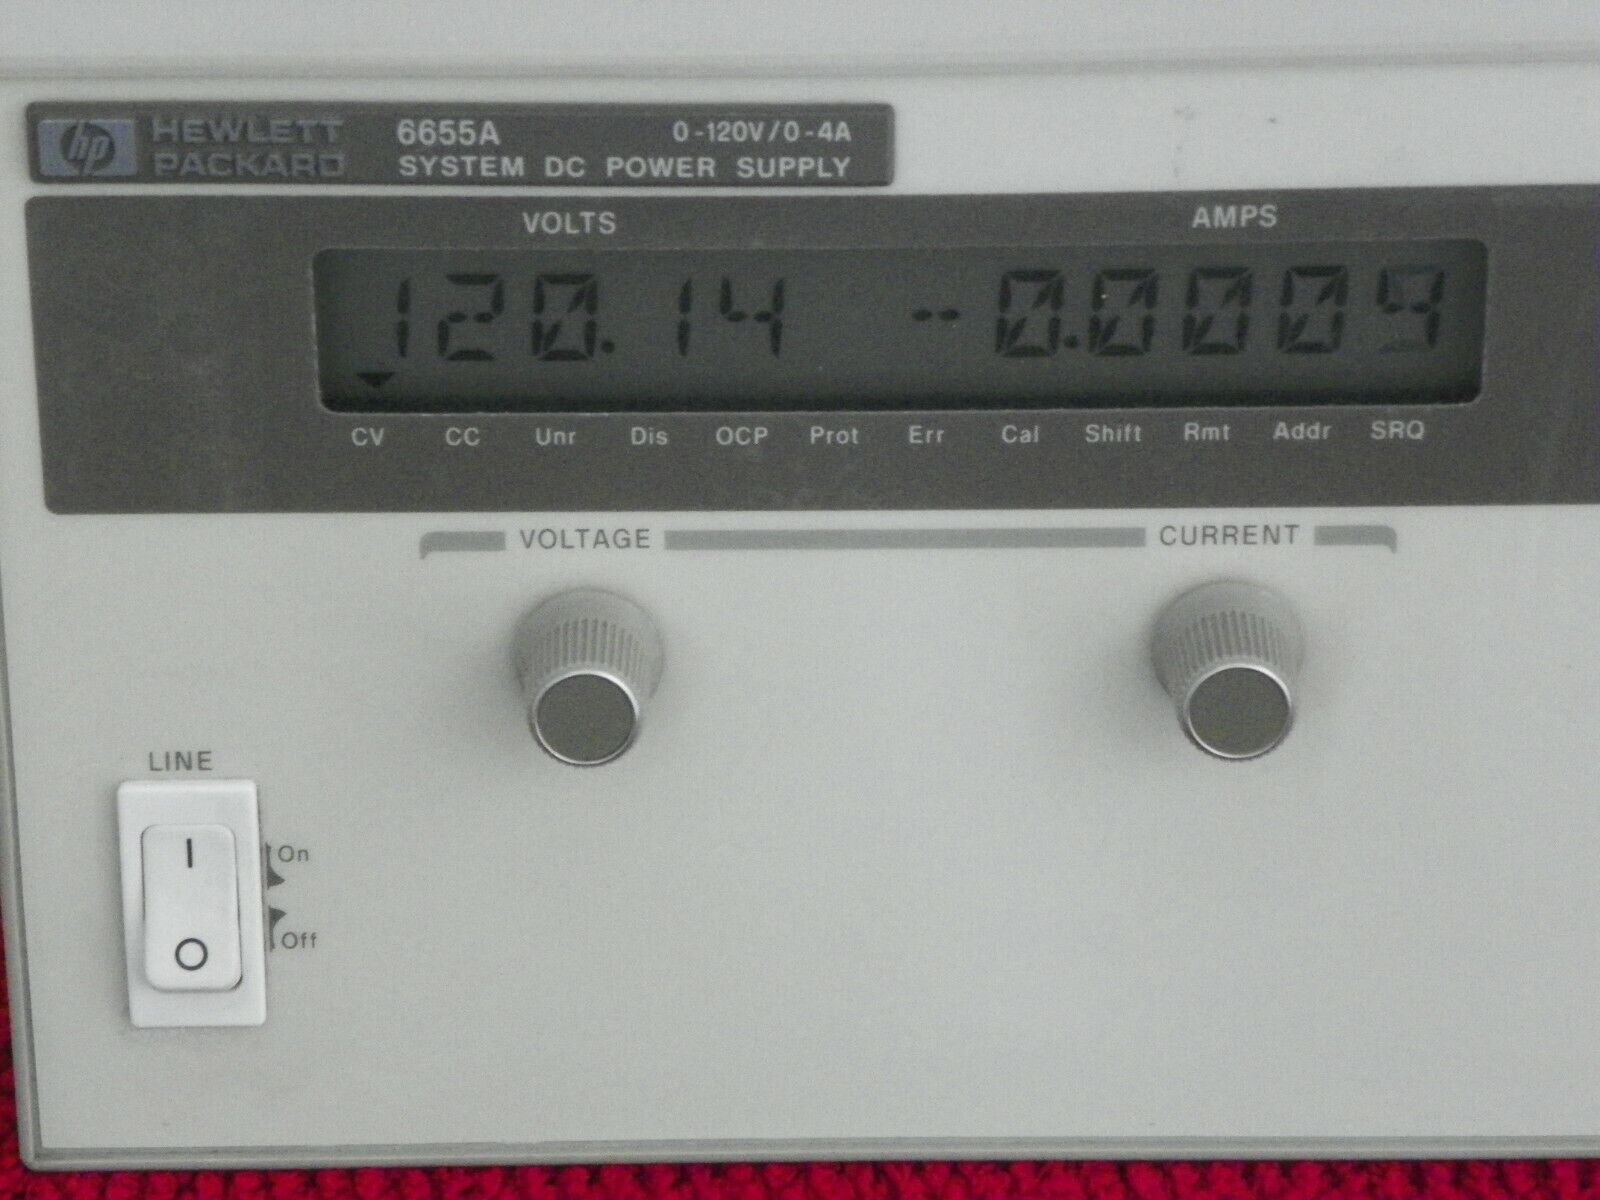 hp HEWLETT PACKARD
6655A 0-120V/0-4A
SYSTEM DC POWER SUPPLY
VOLTS AMPS
120.14 -0.0009
CV CC Unr Dis OCP Prot Err Cal Shift Rmt Addr SRQ
VOLTAGE CURRENT
LINE
On
Off